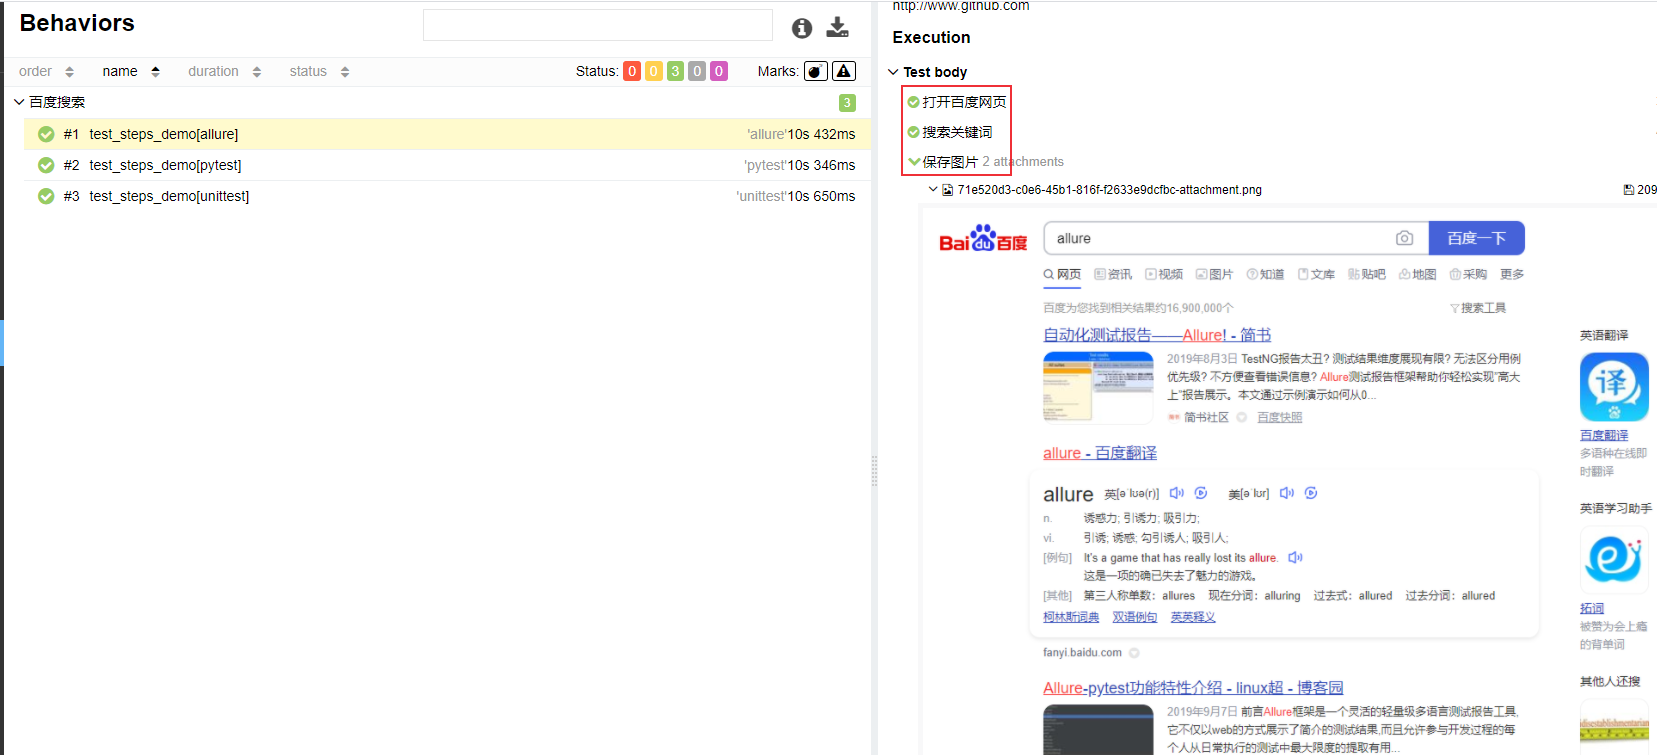 Behaviors
order name duration status Status: 0 0 3 0 0 Marks:
百度搜索 3
#1 test_steps_demo[allure] 'allure' 10s 432ms
#2 test_steps_demo[pytest] 'pytest' 10s 346ms
#3 test_steps_demo[unittest] 'unittest' 10s 650ms
http://www.github.com
Execution
Test body
打开百度网页
搜索关键词
保存图片 2 attachments
71e520d3-c0e6-45b1-816f-f2633e9dcfbc-attachment.png 209
Bai du 百度 allure 百度一下
网页 资讯 视频 图片 知道 文库 贴吧 地图 采购 更多
百度为您找到相关结果约16,900,000个 搜索工具
自动化测试报告——Allure! - 简书
2019年8月3日 TestNG报告太丑? 测试结果维度展现有限? 无法区分用例
优先级? 不方便查看错误信息? Allure测试报告框架帮助你轻松实现"高大
上"报告展示。本文通过示例演示如何从0...
简书社区 百度快照
allure - 百度翻译
allure 英[əˈlʊə(r)] 美[əˈlʊr]
n. 诱惑力; 引诱力; 吸引力;
vi. 引诱; 诱惑; 勾引诱人; 吸引人;
[例句] It's a game that has really lost its allure.
这是一项的确已失去了魅力的游戏。
[其他] 第三人称单数：allures 现在分词：alluring 过去式：allured 过去分词：allured
柯林斯词典 双语例句 英英释义
fanyi.baidu.com
Allure-pytest功能特性介绍 - linux超 - 博客园
2019年9月7日 前言Allure框架是一个灵活的轻量级多语言测试报告工具,
它不仅以web的方式展示了简介的测试结果,而且允许参与开发过程的每
个人从日常执行的测试中最大限度的提取有用...
英语翻译
译
百度翻译
多语种在线即
时翻译
英语学习助手
拓词
被赞为会上瘾
的背单词
其他人还搜